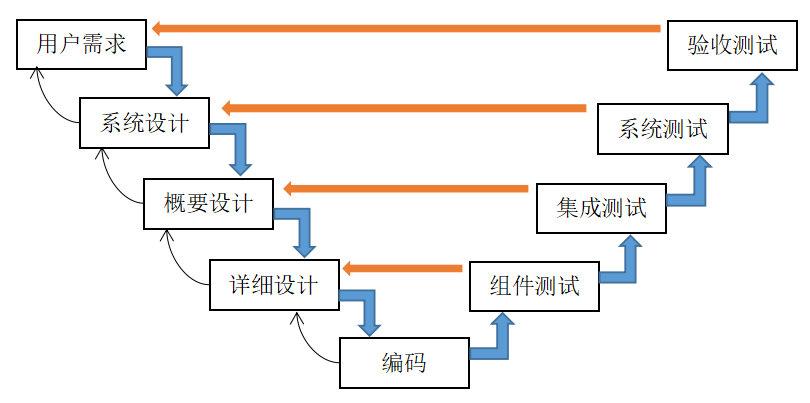 用户需求
验收测试
系统设计
系统测试
概要设计
集成测试
详细设计
组件测试
编码